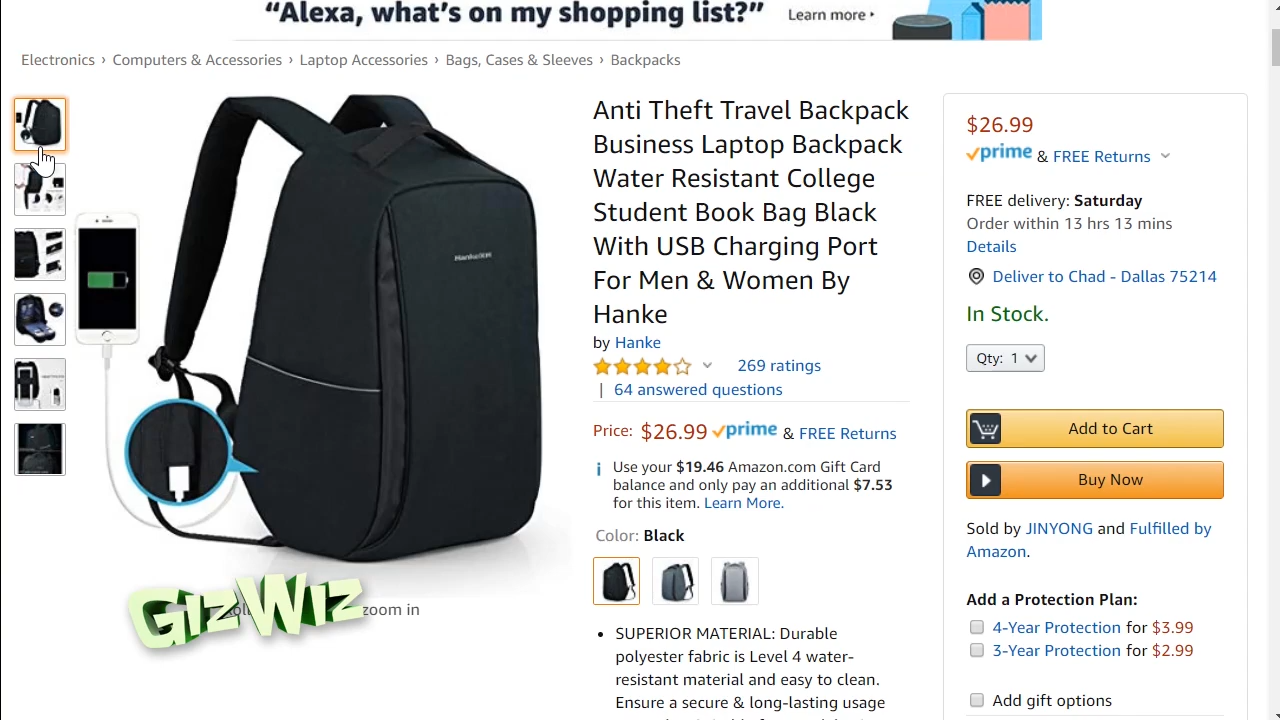 “Alexa, what’s on my shopping list?”
Learn more
Electronics › Computers & Accessories › Laptop Accessories › Bags, Cases & Sleeves › Backpacks
Anti Theft Travel Backpack
Business Laptop Backpack
Water Resistant College
Student Book Bag Black
With USB Charging Port
For Men & Women By
Hanke
by Hanke
269 ratings
| 64 answered questions
Price: $26.99 prime & FREE Returns
Use your $19.46 Amazon.com Gift Card
balance and only pay an additional $7.53
for this item. Learn More.
Color: Black
SUPERIOR MATERIAL: Durable
polyester fabric is Level 4 water-
resistant material and easy to clean.
Ensure a secure & long-lasting usage
GizWiz
zoom in
$26.99
prime & FREE Returns
FREE delivery: Saturday
Order within 13 hrs 13 mins
Details
Deliver to Chad - Dallas 75214
In Stock.
Qty: 1
Add to Cart
Buy Now
Sold by JINYONG and Fulfilled by
Amazon.
Add a Protection Plan:
4-Year Protection for $3.99
3-Year Protection for $2.99
Add gift options